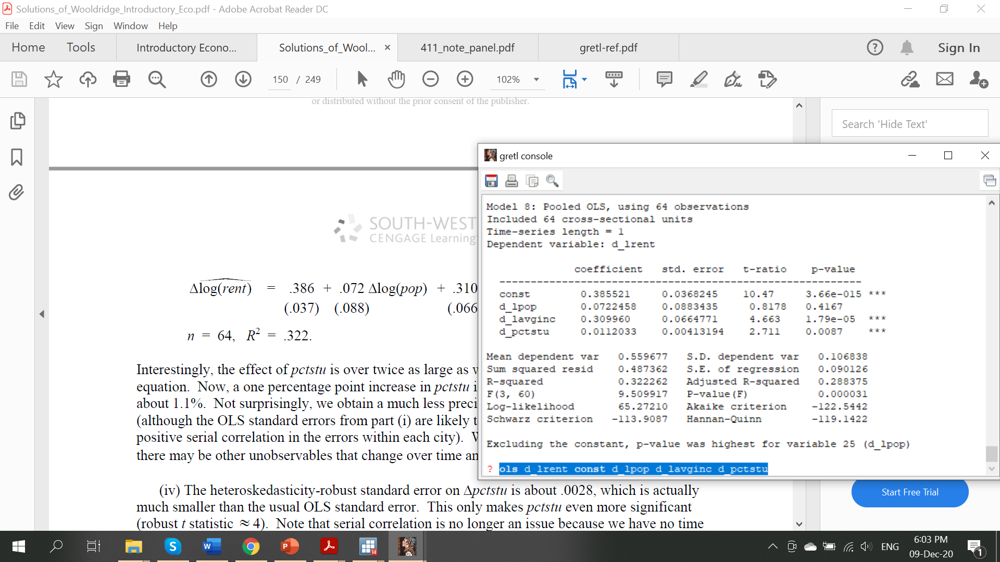 Solutions_of_Wooldridge_Introductory_Eco.pdf - Adobe Acrobat Reader DC
File Edit View Sign Window Help
Home Tools Introductory Econo... Solutions_of_Wool... × 411_note_panel.pdf gretl-ref.pdf ? Sign In
150 / 249 102%
or distributed without the prior consent of the publisher.
Search 'Hide Text'
SOUTH-WEST
CENGAGE Learning
Δlog(rent) = .386 + .072 Δlog(pop) + .310
(.037) (.088) (.066
n = 64, R² = .322.
Interestingly, the effect of pctstu is over twice as large as
equation. Now, a one percentage point increase in pctstu
about 1.1%. Not surprisingly, we obtain a much less preci
(although the OLS standard errors from part (i) are likely t
positive serial correlation in the errors within each city).
there may be other unobservables that change over time an
(iv) The heteroskedasticity-robust standard error on Δpctstu is about .0028, which is actually
much smaller than the usual OLS standard error. This only makes pctstu even more significant
(robust t statistic ≈ 4). Note that serial correlation is no longer an issue because we have no time
gretl console
Model 8: Pooled OLS, using 64 observations
Included 64 cross-sectional units
Time-series length = 1
Dependent variable: d_lrent
coefficient std. error t-ratio p-value
-----------------------------------------------------------
const 0.385521 0.0368245 10.47 3.66e-015 ***
d_lpop 0.0722458 0.0883435 0.8178 0.4167
d_lavginc 0.309960 0.0664771 4.663 1.79e-05 ***
d_pctstu 0.0112033 0.00413194 2.711 0.0087 ***
Mean dependent var 0.559677 S.D. dependent var 0.106838
Sum squared resid 0.487362 S.E. of regression 0.090126
R-squared 0.322262 Adjusted R-squared 0.288375
F(3, 60) 9.509917 P-value(F) 0.000031
Log-likelihood 65.27210 Akaike criterion -122.5442
Schwarz criterion -113.9087 Hannan-Quinn -119.1422
Excluding the constant, p-value was highest for variable 25 (d_lpop)
? ols d_lrent const d_lpop d_lavginc d_pctstu
Start Free Trial
S W P 14 ENG 6:03 PM
09-Dec-20 1